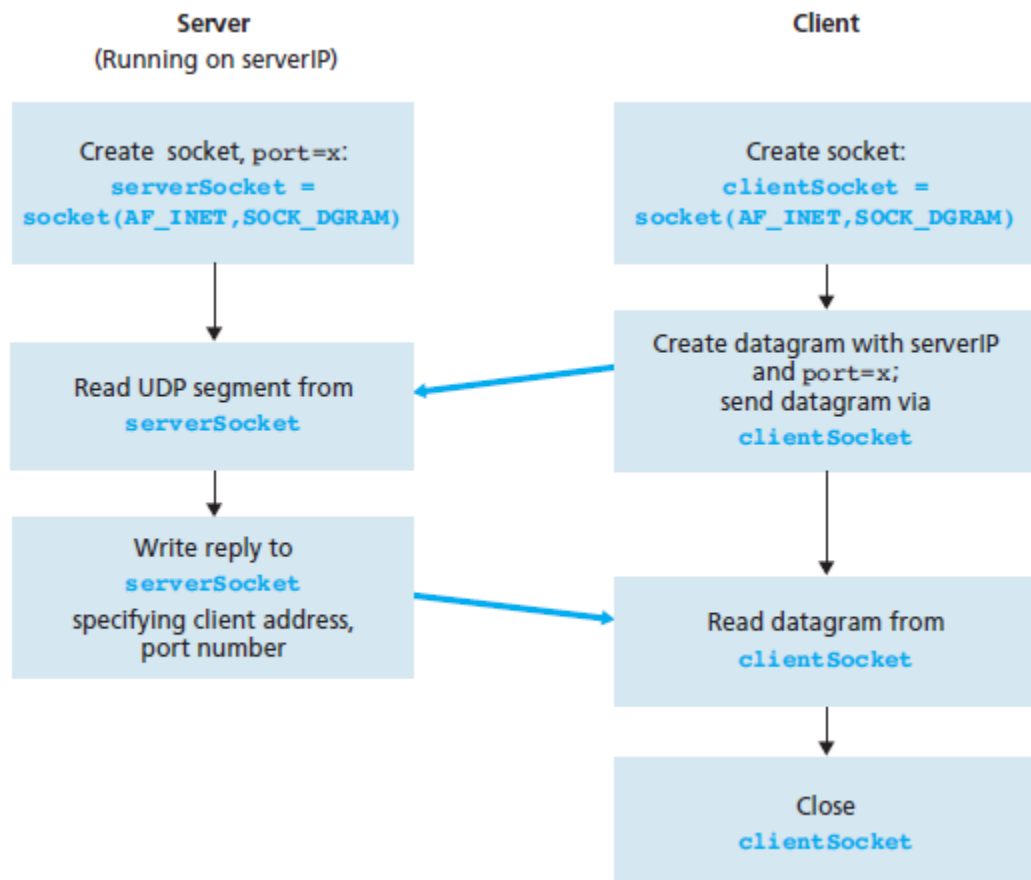 Server
(Running on serverIP)
Create socket, port=x:
serverSocket =
socket(AF_INET,SOCK_DGRAM)
Read UDP segment from
serverSocket
Write reply to
serverSocket
specifying client address,
port number
Client
Create socket:
clientSocket =
socket(AF_INET,SOCK_DGRAM)
Create datagram with serverIP
and port=x;
send datagram via
clientSocket
Read datagram from
clientSocket
Close
clientSocket